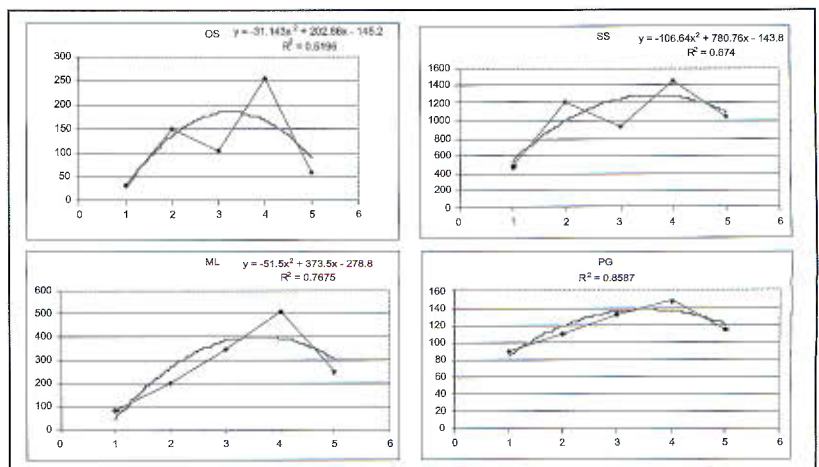 OS y = -31.143x² + 202.86x - 145.2
R² = 0.6196
300
250
200
150
100
50
0
0 1 2 3 4 5 6
SS y = -106.64x² + 780.76x - 143.8
R² = 0.674
1600
1400
1200
1000
800
600
400
200
0
0 1 2 3 4 5 6
ML y = -51.5x² + 373.5x - 278.8
R² = 0.7675
600
500
400
300
200
100
0
0 1 2 3 4 5 6
PG
R² = 0.8587
160
140
120
100
80
60
40
20
0
0 1 2 3 4 5 6